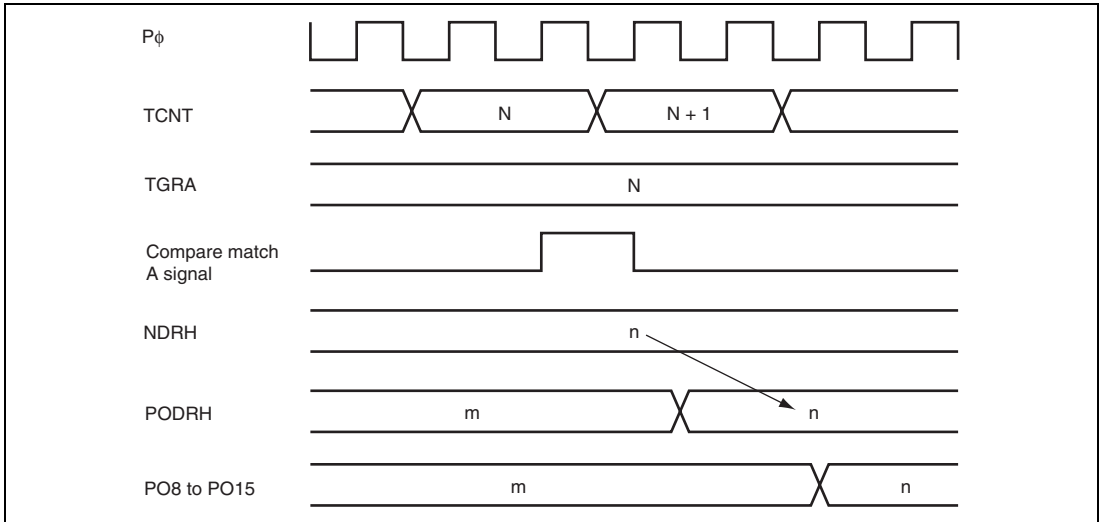 Pϕ
TCNT
N
N + 1
TGRA
N
Compare match
A signal
NDRH
n
PODRH
m
n
PO8 to PO15
m
n